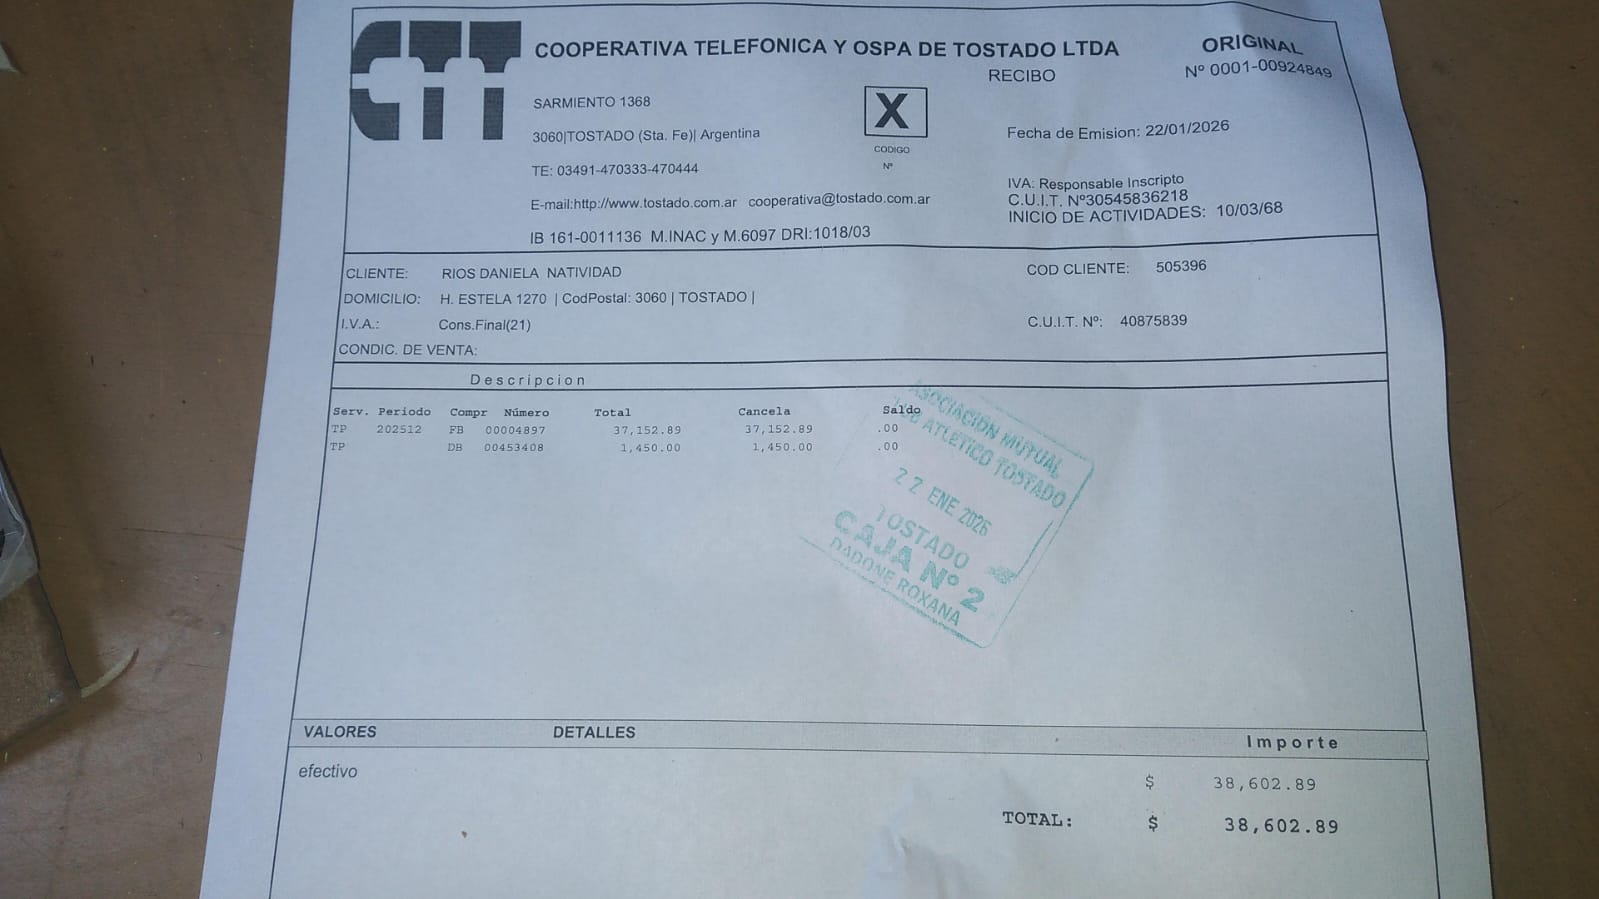 CTT
COOPERATIVA TELEFONICA Y OSPA DE TOSTADO LTDA
ORIGINAL
RECIBO
Nº 0001-00924849
SARMIENTO 1368
X
3060|TOSTADO (Sta. Fe)| Argentina
Fecha de Emision: 22/01/2026
CODIGO
Nº
TE: 03491-470333-470444
IVA: Responsable Inscripto
C.U.I.T. Nº30545836218
E-mail:http://www.tostado.com.ar cooperativa@tostado.com.ar
INICIO DE ACTIVIDADES: 10/03/68
IB 161-0011136 M.INAC y M.6097 DRI:1018/03
CLIENTE: RIOS DANIELA NATIVIDAD COD CLIENTE: 505396
DOMICILIO: H. ESTELA 1270 | CodPostal: 3060 | TOSTADO |
I.V.A.: Cons.Final(21) C.U.I.T. Nº: 40875839
CONDIC. DE VENTA:
Descripcion
Serv. Periodo Compr Número Total Cancela Saldo
TP 202512 FB 00004897 37,152.89 37,152.89 .00
TP DB 00453408 1,450.00 1,450.00 .00
ASOCIACION MUTUAL
ATLETICO TOSTADO
22 ENE 2026
TOSTADO
CAJA Nº 2
DADONE ROXANA
VALORES DETALLES Importe
efectivo $ 38,602.89
TOTAL: $ 38,602.89